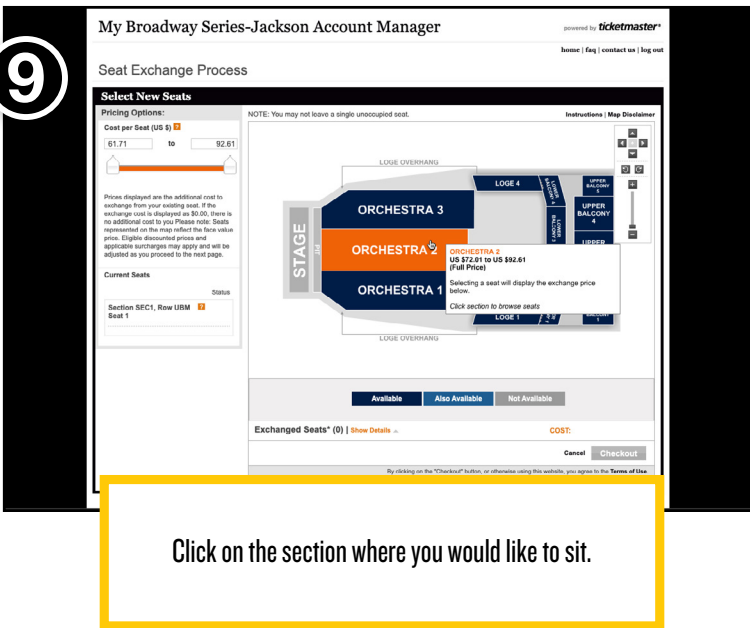 9
My Broadway Series-Jackson Account Manager
powered by ticketmaster®
home | faq | contact us | log out
Seat Exchange Process
Select New Seats
Pricing Options:
Cost per Seat (US $) ?
61.71 to 92.61
Prices displayed are the additional cost to
exchange from your existing seat. If the
exchange cost is displayed as $0.00, there is
no additional cost to you Please note: Seats
represented on the map reflect the face value
price. Eligible discounted prices and
applicable surcharges may apply and will be
adjusted as you proceed to the next page.
Current Seats
Status
Section SEC1, Row UBM ?
Seat 1
NOTE: You may not leave a single unoccupied seat.
Instructions | Map Disclaimer
LOGE OVERHANG
LOGE 4
LOWER
BALCONY 4
UPPER
BALCONY
5
ORCHESTRA 3
UPPER
BALCONY
4
LOWER
BALCONY 3
STAGE
PIT
ORCHESTRA 2
UPPER
ORCHESTRA 2
US $72.01 to US $92.61
(Full Price)
Selecting a seat will display the exchange price
below.
Click section to browse seats
ORCHESTRA 1
LOGE 1
BALCONY
1
LOGE OVERHANG
Available
Also Available
Not Available
Exchanged Seats* (0) | Show Details
COST:
Cancel
Checkout
By clicking on the "Checkout" button, or otherwise using this website, you agree to the Terms of Use
Click on the section where you would like to sit.